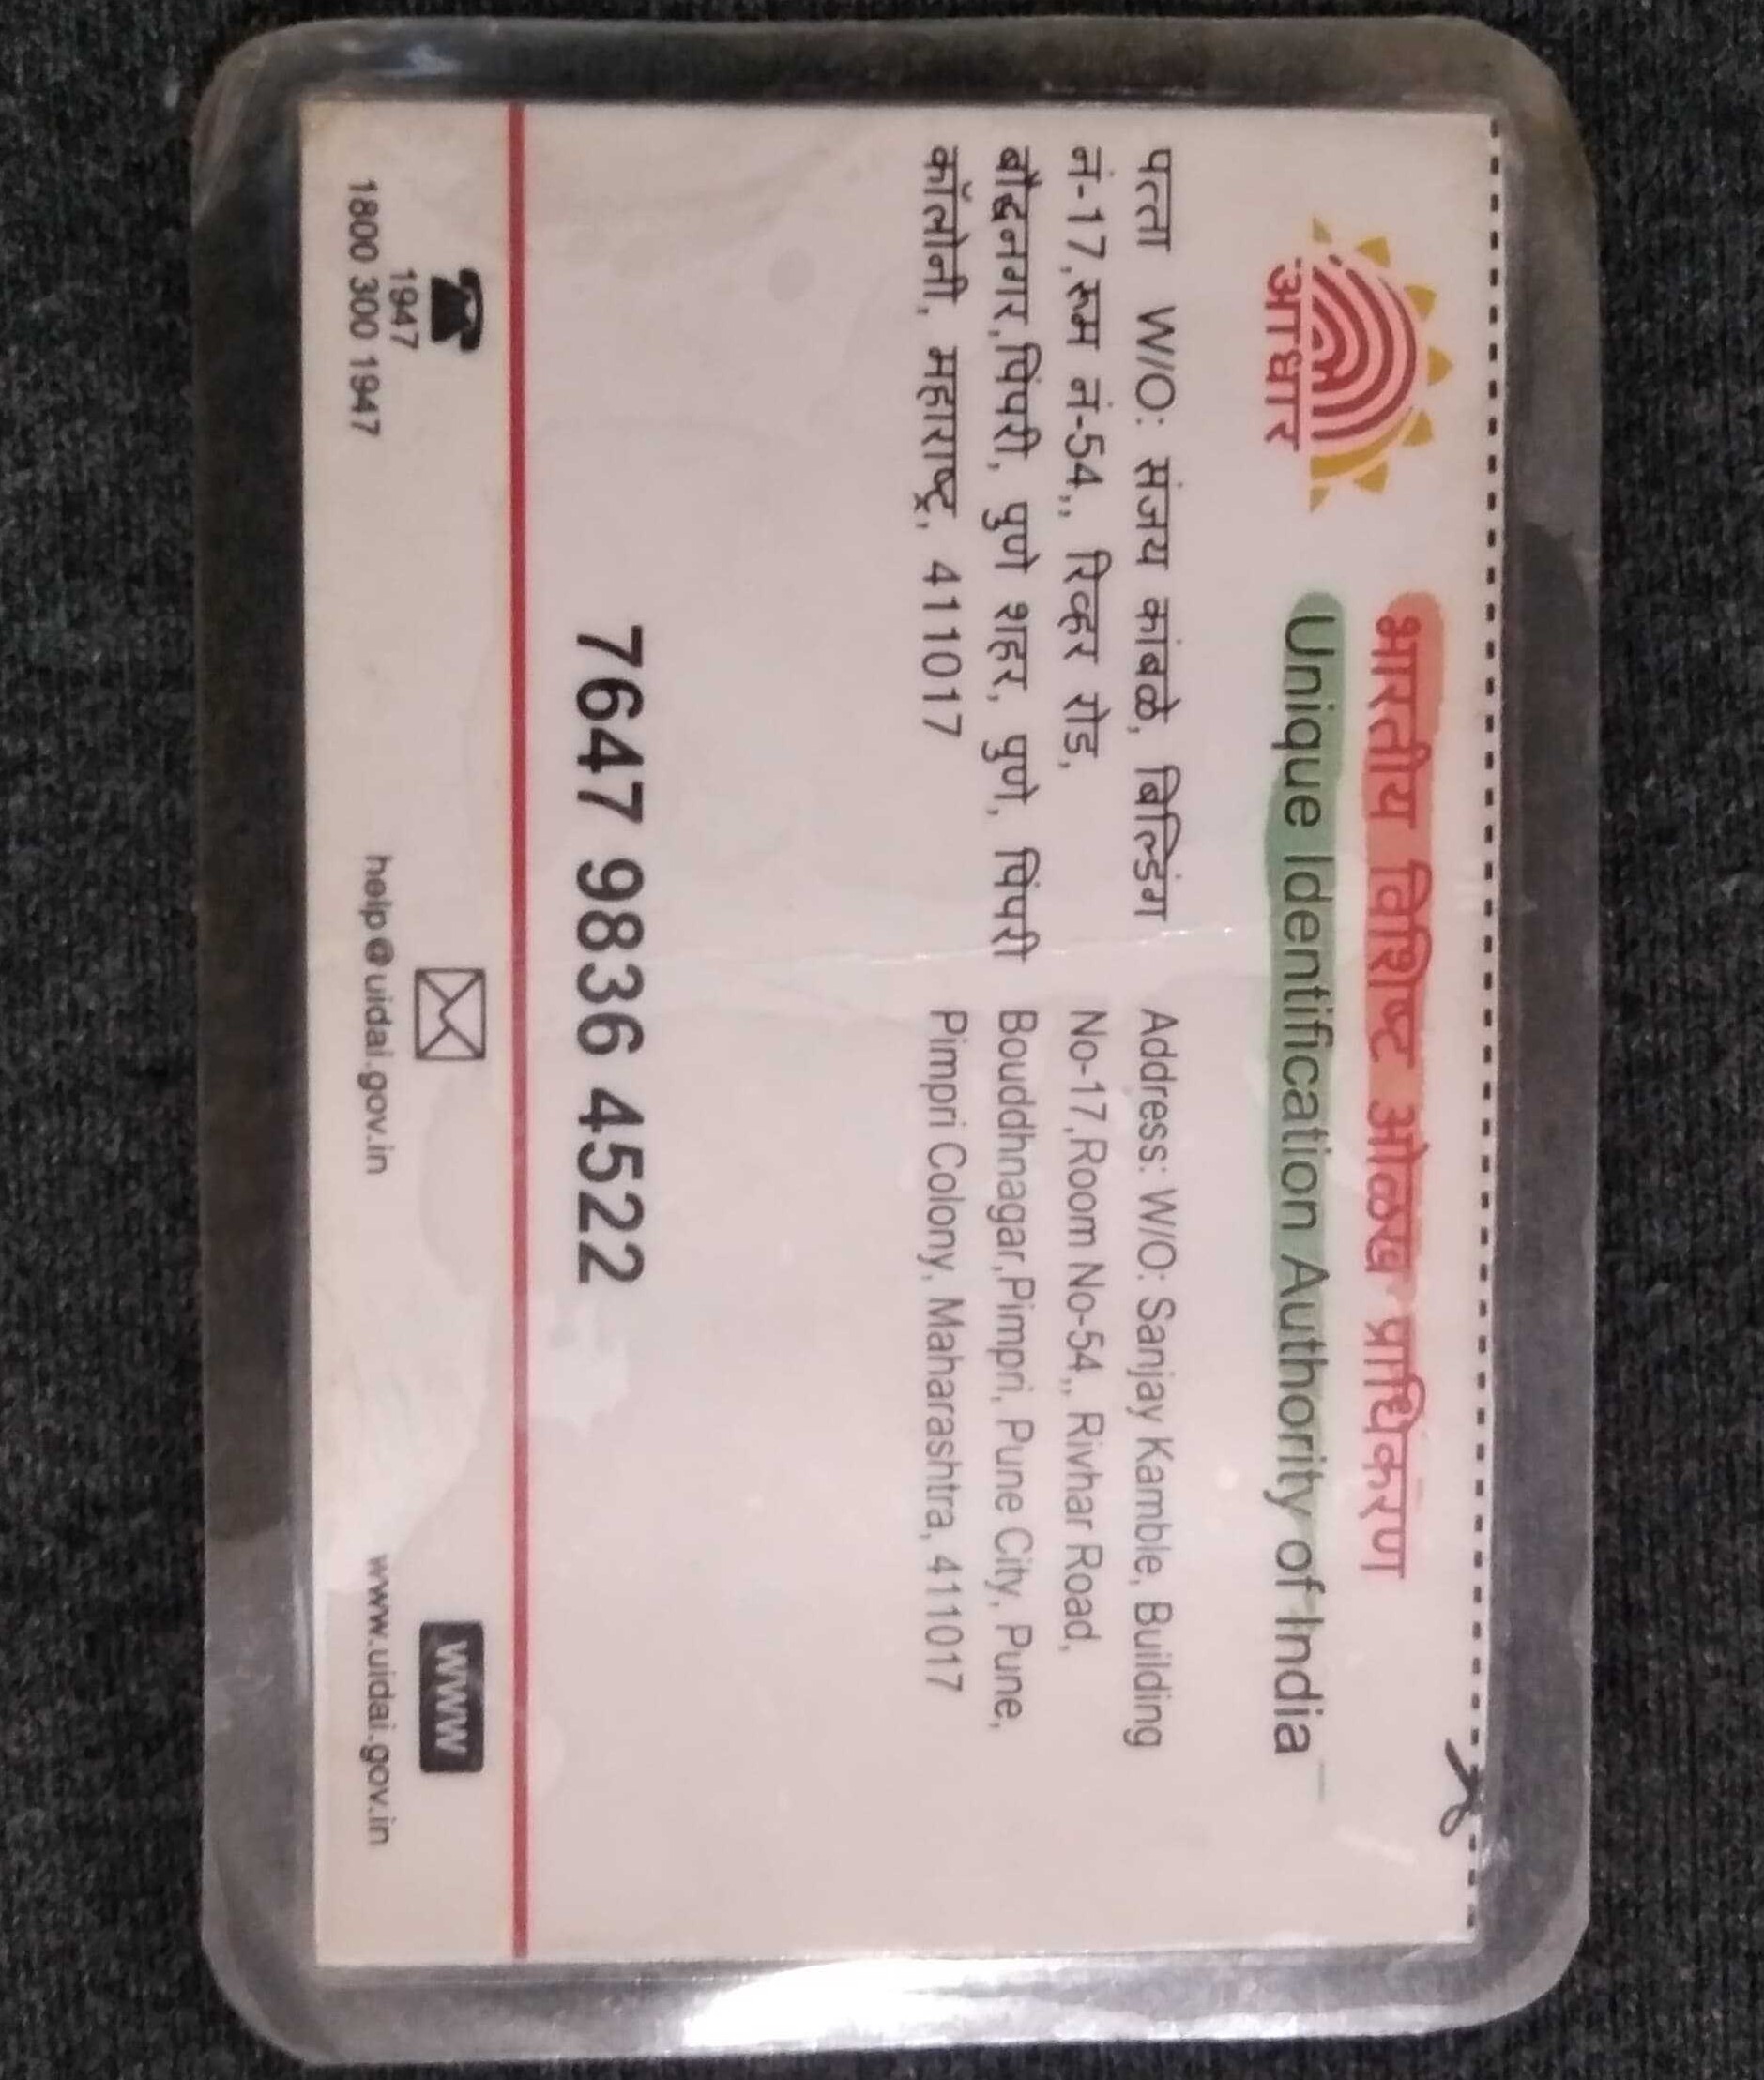 आधार
भारतीय विशिष्ट ओळख प्राधिकरण
Unique Identification Authority of India
पत्ता W/O: संजय कांबळे, बिल्डिंग
नं-17,रूम नं-54,, रिव्हर रोड,
बौद्धनगर,पिंपरी, पुणे शहर, पुणे, पिंपरी
कॉलोनी, महाराष्ट्र, 411017
Address: W/O: Sanjay Kamble, Building
No-17,Room No-54,, Rivhar Road,
Bouddhnagar,Pimpri, Pune City, Pune,
Pimpri Colony, Maharashtra, 411017
7647 9836 4522
1947
1800 300 1947
help@uidai.gov.in
www
www.uidai.gov.in